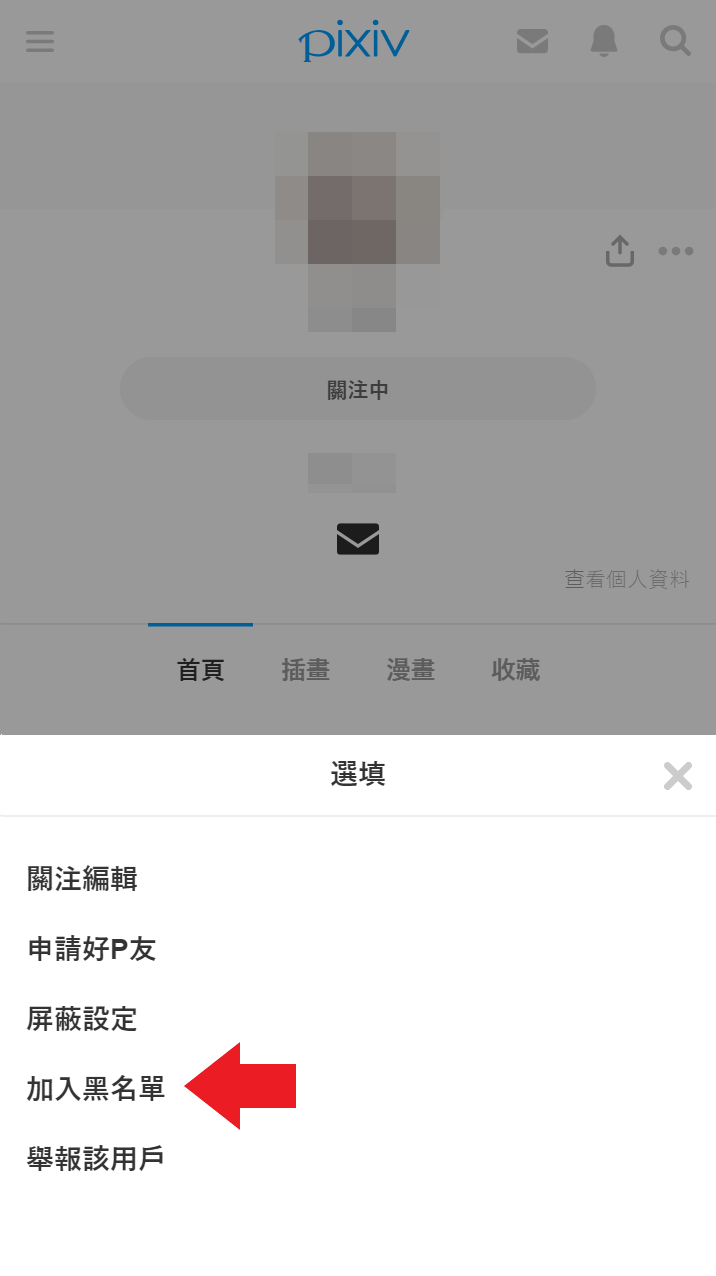 pixiv
關注中
查看個人資料
首頁 插畫 漫畫 收藏
選填
關注編輯
申請好P友
屏蔽設定
加入黑名單
舉報該用戶